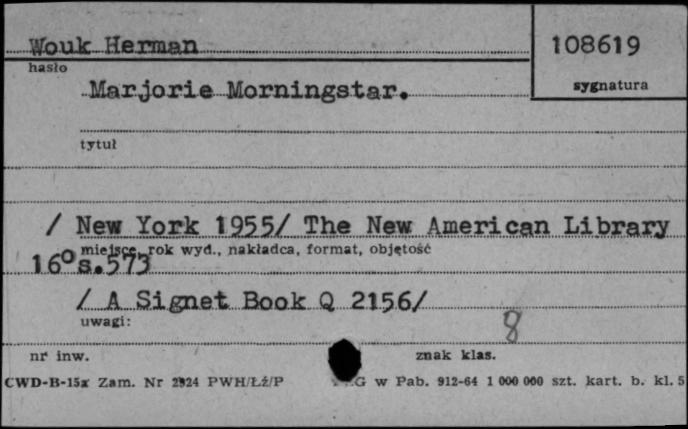 Wouk Herman
108619
hasło
sygnatura
Marjorie Morningstar.
tytuł
/ New York 1955/ The New American Library
miejsce, rok wyd., nakładca, format, objętość
16° s.573
/ A Signet Book Q 2156/
uwagi:
8
nr inw.
znak klas.
CWD-B-15x Zam. Nr 2924 PWH/Łź/P
w Pab. 912-64 1 000 000 szt. kart. b. kl. 5